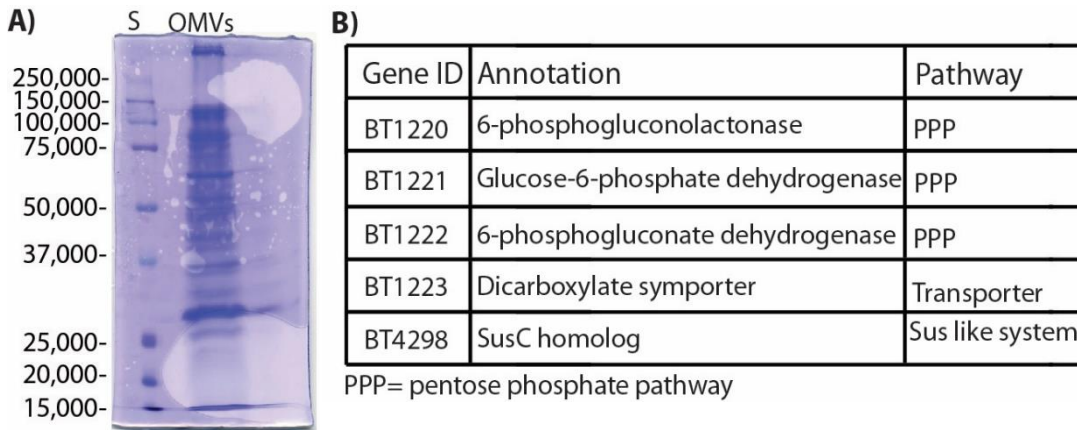 A)
S OMVs
250,000-
150,000-
100,000-
75,000-
50,000-
37,000-
25,000-
20,000-
15,000-
B)
Gene ID Annotation Pathway
BT1220 6-phosphogluconolactonase PPP
BT1221 Glucose-6-phosphate dehydrogenase PPP
BT1222 6-phosphogluconate dehydrogenase PPP
BT1223 Dicarboxylate symporter Transporter
BT4298 SusC homolog Sus like system
PPP= pentose phosphate pathway